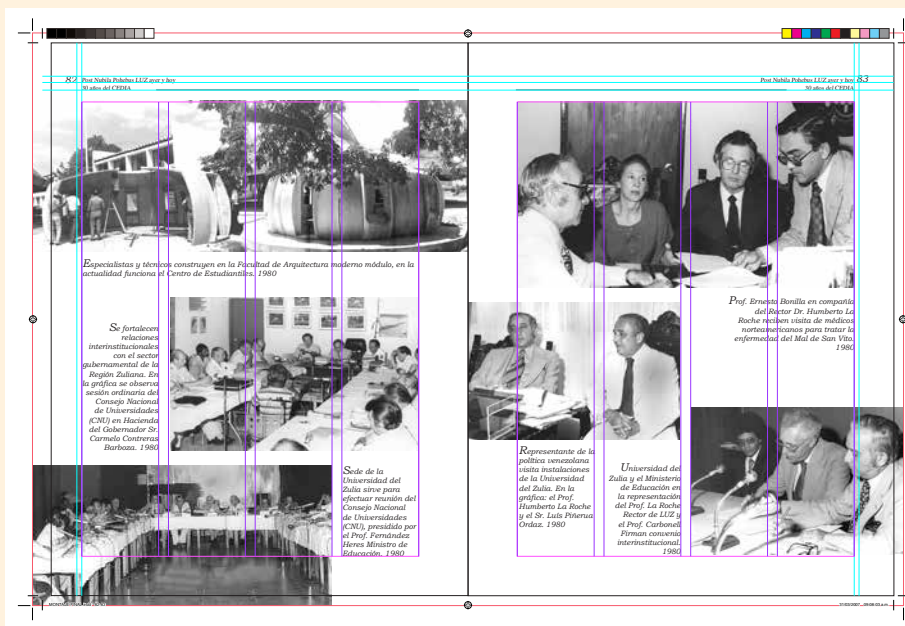 82 Post Nubila Pohebus LUZ ayer y hoy
30 años del CEDIA
Especialistas y técnicos construyen en la Facultad de Arquitectura moderno módulo, en la
actualidad funciona el Centro de Estudiantiles. 1980
Se fortalecen
relaciones
interinstitucionales
con el sector
gubernamental de la
Región Zuliana. En
la gráfica se observa
sesión ordinaria del
Consejo Nacional
de Universidades
(CNU) en Hacienda
del Gobernador Sr.
Carmelo Contreras
Barboza. 1980
Sede de la
Universidad del
Zulia sirve para
efectuar reunión del
Consejo Nacional
de Universidades
(CNU), presidido por
el Prof. Fernández
Heres Ministro de
Educación. 1980
Post Nubila Pohebus LUZ ayer y hoy 83
30 años del CEDIA
Prof. Ernesto Bonilla en compañía
del Rector Dr. Humberto La
Roche reciben visita de médicos
norteamericanos para tratar la
enfermedad del Mal de San Vito.
1980
Representante de la
política venezolana
visita instalaciones
de la Universidad
del Zulia. En la
gráfica: el Prof.
Humberto La Roche
y el Sr. Luis Piñerua
Ordaz. 1980
Universidad del
Zulia y el Ministerio
de Educación en
la representación
del Prof. La Roche
Rector de LUZ y
el Prof. Carbonell
Firman convenio
interinstitucional.
1980